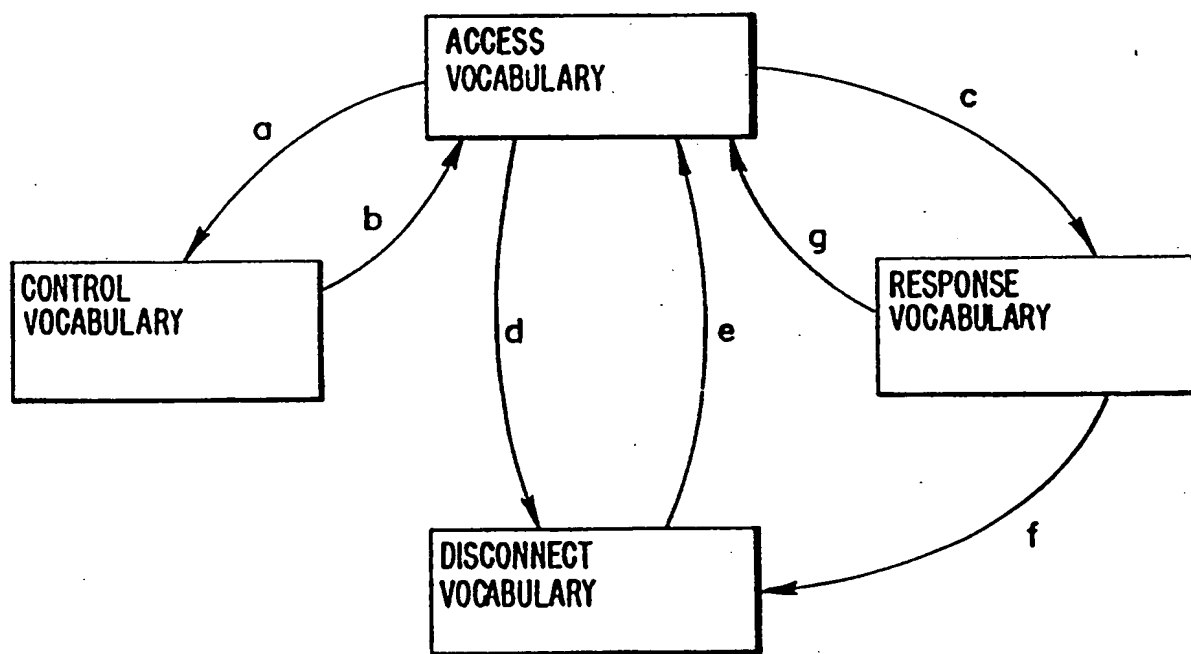 ACCESS
VOCABULARY
a
c
b
g
CONTROL
VOCABULARY
RESPONSE
VOCABULARY
d
e
f
DISCONNECT
VOCABULARY